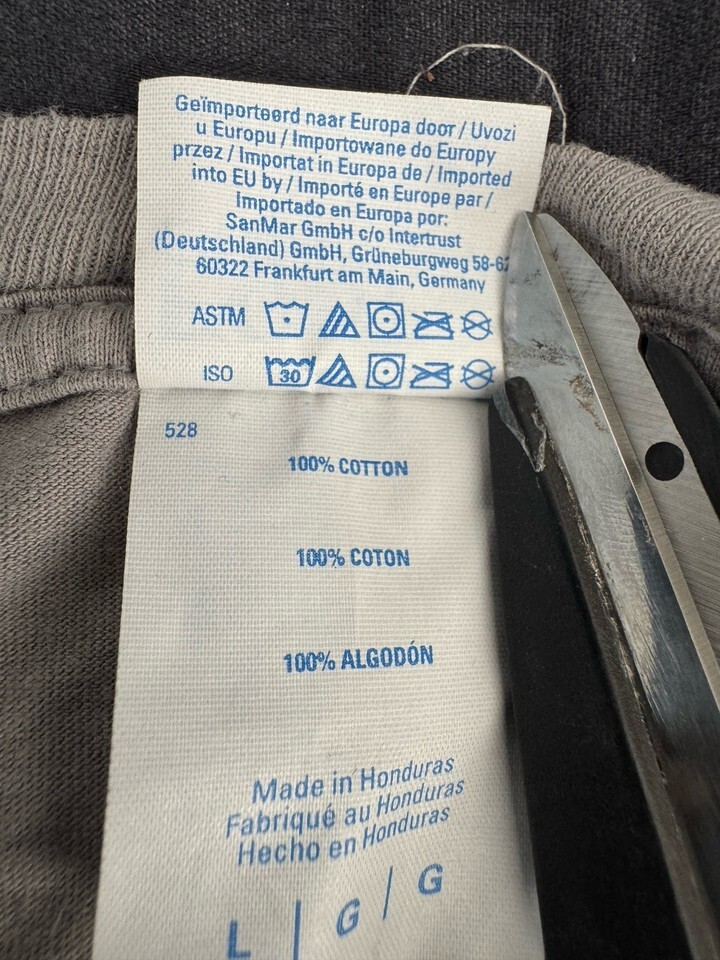 Geïmporteerd naar Europa door / Uvozi
u Europu / Importowane do Europy
przez / Importat in Europa de / Imported
into EU by / Importé en Europe par /
Importado en Europa por:
SanMar GmbH c/o Intertrust
(Deutschland) GmbH, Grüneburgweg 58-62
60322 Frankfurt am Main, Germany
ASTM
ISO 30
528
100% COTTON
100% COTON
100% ALGODÓN
Made in Honduras
Fabriqué au Honduras
Hecho en Honduras
L | G / G